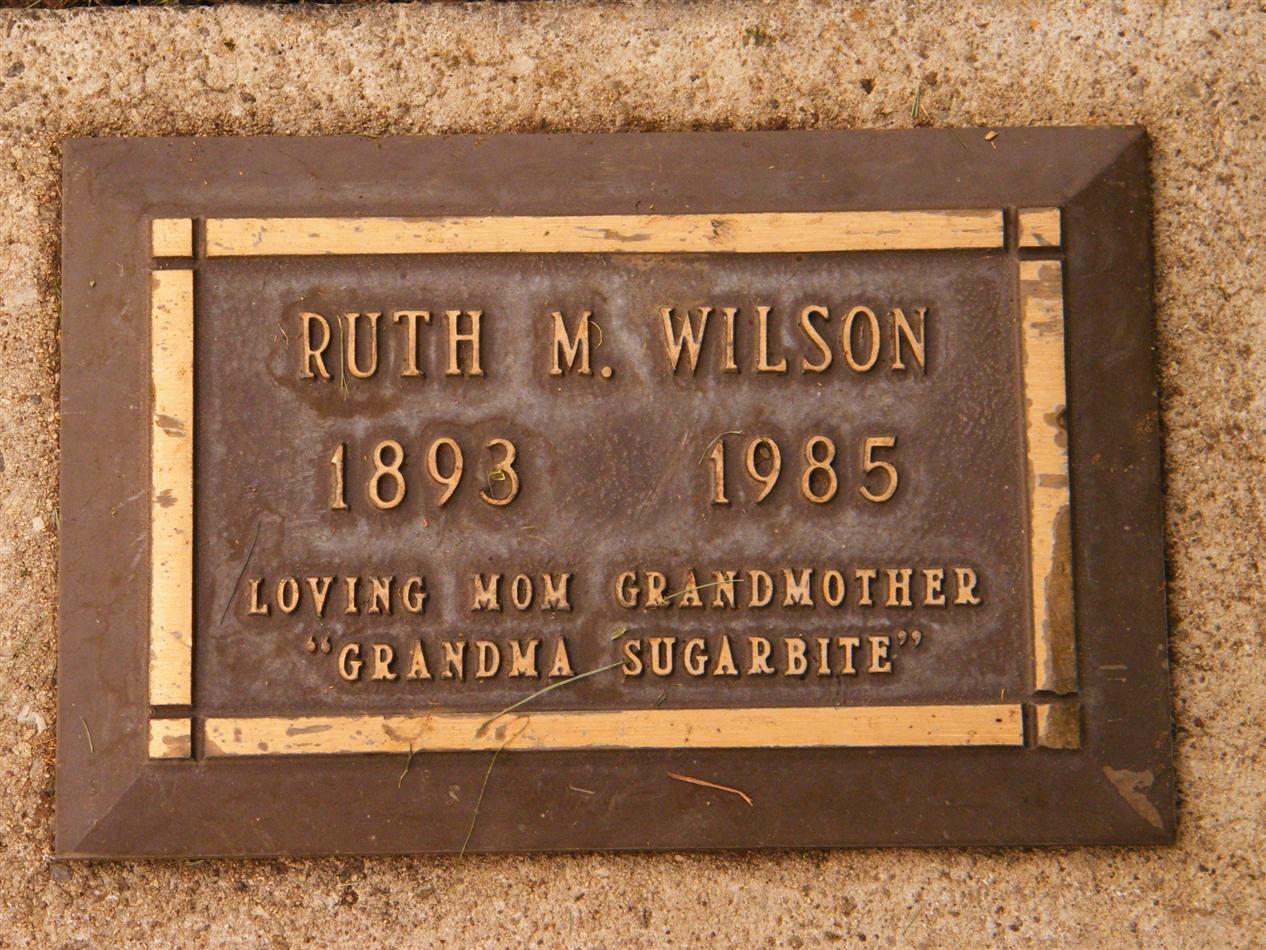 RUTH M. WILSON
1893 1985
LOVING MOM GRANDMOTHER
“GRANDMA SUGARBITE”